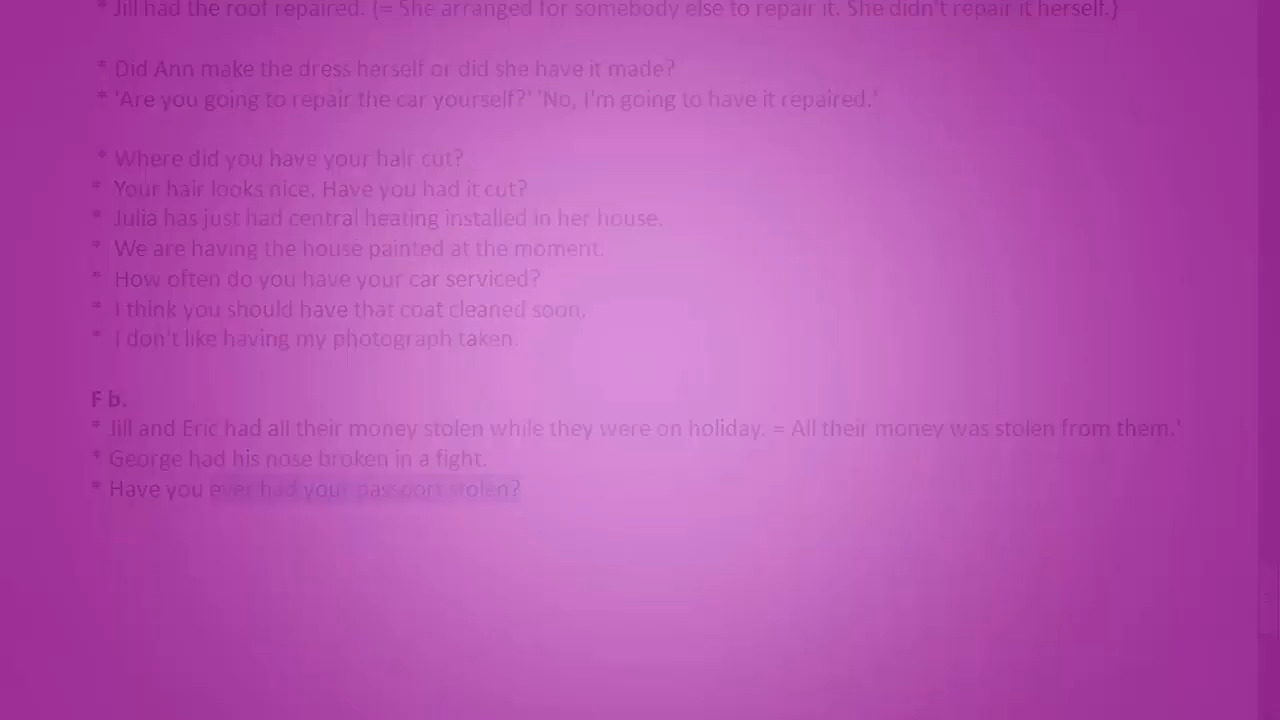 * Jill had the roof repaired. (= She arranged for somebody else to repair it. She didn't repair it herself.)
* Did Ann make the dress herself or did she have it made?
* 'Are you going to repair the car yourself?' 'No, I'm going to have it repaired.'
* Where did you have your hair cut?
* Your hair looks nice. Have you had it cut?
* Julia has just had central heating installed in her house.
* We are having the house painted at the moment.
* How often do you have your car serviced?
* I think you should have that coat cleaned soon.
* I don't like having my photograph taken.
F b.
* Jill and Eric had all their money stolen while they were on holiday. = All their money was stolen from them.'
* George had his nose broken in a fight.
* Have you ever had your passport stolen?